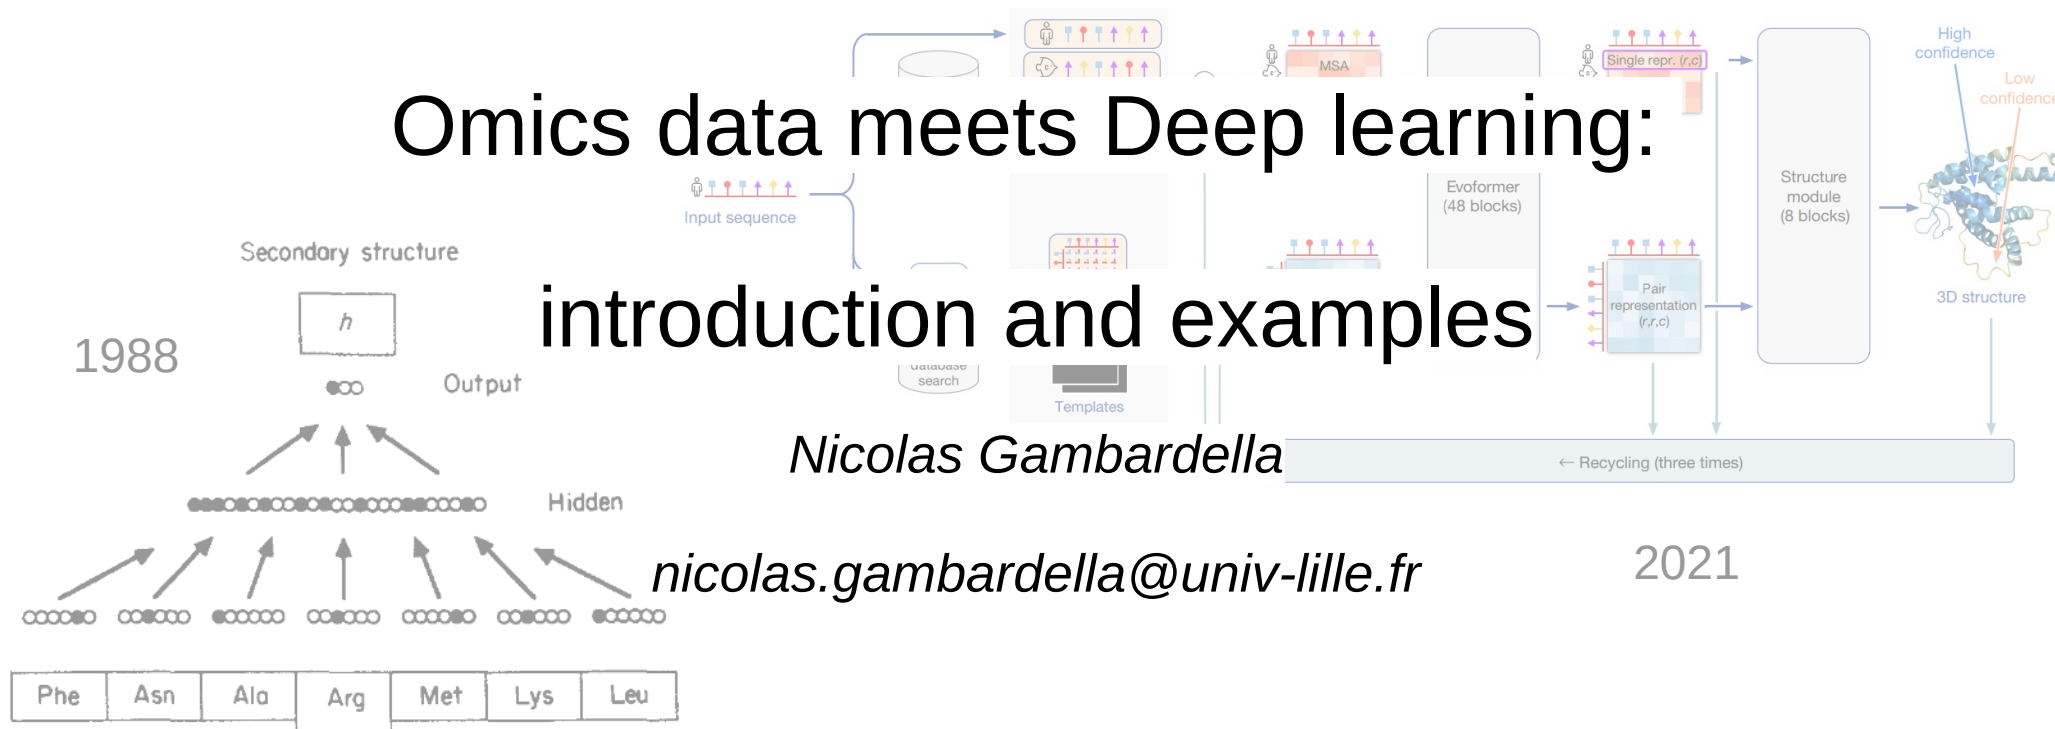 Omics data meets Deep learning:
introduction and examples
Nicolas Gambardella
nicolas.gambardella@univ-lille.fr
1988
Secondary structure
h
Output
Hidden
Phe Asn Ala Arg Met Lys Leu
2021
Input sequence
database
search
Templates
MSA
Evoformer
(48 blocks)
Single repr. (r,c)
Pair
representation
(r,r,c)
Structure
module
(8 blocks)
High
confidence
Low
confidence
3D structure
← Recycling (three times)